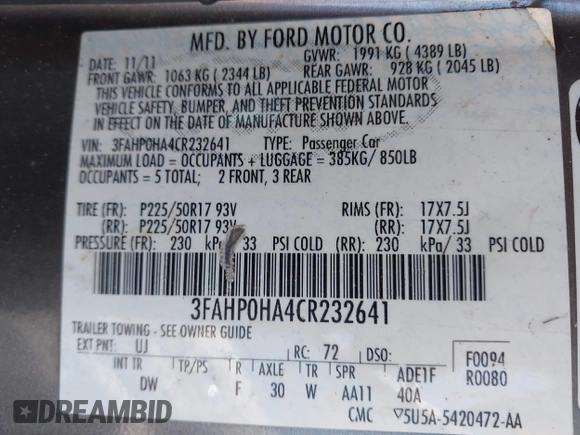 MFD. BY FORD MOTOR CO.
DATE: 11/11 GVWR: 1991 KG ( 4389 LB)
FRONT GAWR: 1063 KG ( 2344 LB) REAR GAWR: 928 KG ( 2045 LB)
THIS VEHICLE CONFORMS TO ALL APPLICABLE FEDERAL MOTOR
VEHICLE SAFETY, BUMPER, AND THEFT PREVENTION STANDARDS
IN EFFECT ON THE DATE OF MANUFACTURE SHOWN ABOVE.
VIN: 3FAHP0HA4CR232641 TYPE: Passenger Car
MAXIMUM LOAD = OCCUPANTS + LUGGAGE = 385KG/ 850LB
OCCUPANTS = 5 TOTAL; 2 FRONT, 3 REAR
TIRE (FR): P225/50R17 93V RIMS (FR): 17X7.5J
(RR): P225/50R17 93V (RR): 17X7.5J
PRESSURE (FR): 230 kPa/ 33 PSI COLD (RR): 230 kPa/ 33 PSI COLD
3FAHP0HA4CR232641
TRAILER TOWING - SEE OWNER GUIDE
EXT PNT: UJ RC: 72 DSO: F0094
INT TR TP/PS R AXLE TR SPR ADE1F R0080
DW F 30 W AA11 40A
CMC ▽5U5A-5420472-AA
DREAMBID